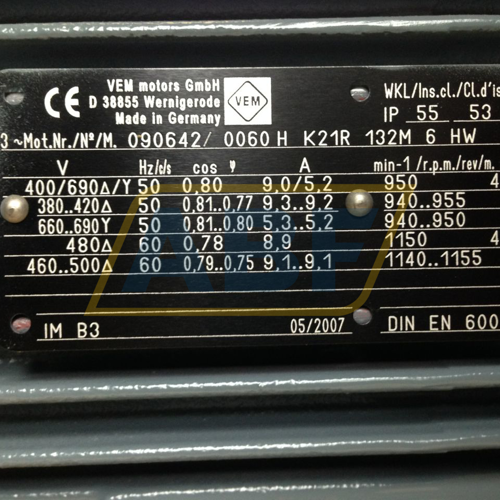 VEM motors GmbH
D 38855 Wernigerode
Made in Germany
CE
VEM
WKL/Ins.cl./Cl.d'is
IP 55 53
3 ~Mot.Nr./Nº/M. 090642/ 0060 H K21R 132M 6 HW
V Hz/c/s cos φ A min-1/r.p.m./rev/m.
400/690Δ/Y 50 0,80 9,0/5,2 950 4
380..420Δ 50 0,81..0,77 9,3..9,2 940..955
660..690Y 50 0,81..0,80 5,3..5,2 940..950
480Δ 60 0,78 8,9 1150 4
460..500Δ 60 0,79..0,75 9,1..9,1 1140..1155
IM B3 05/2007 DIN EN 600
ABF